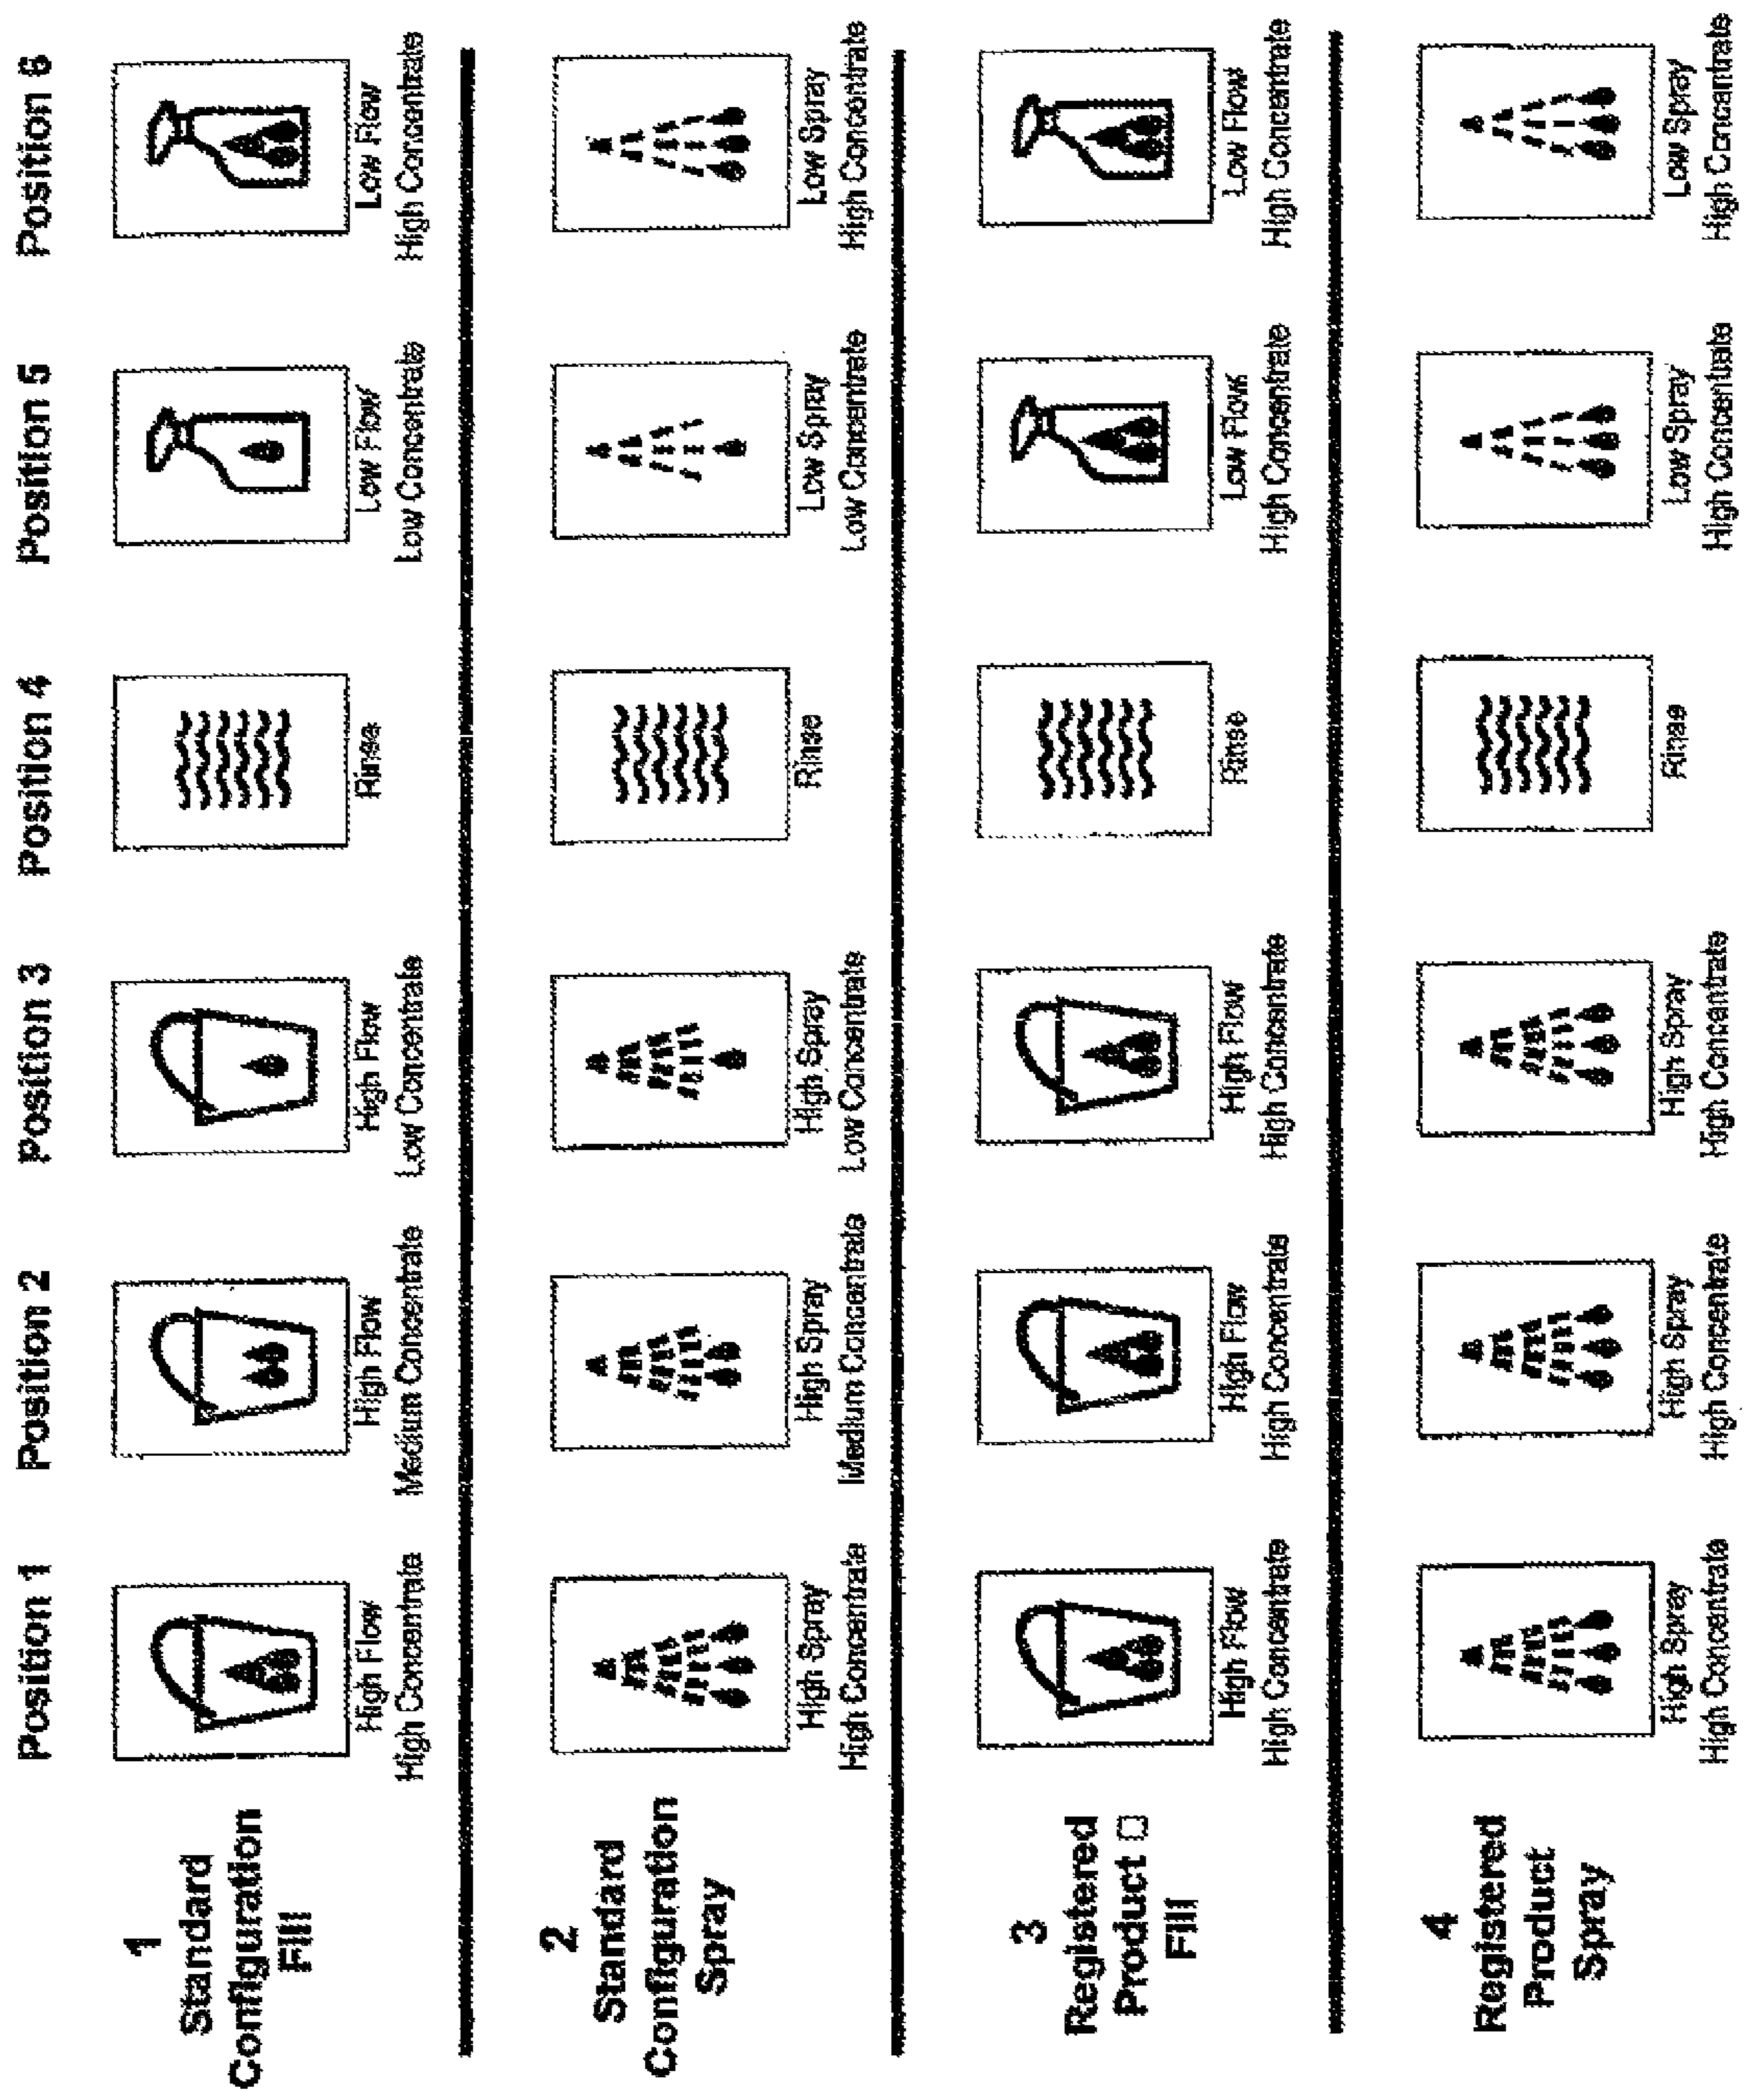 Position 1
Position 2
Position 3
Position 4
Position 5
Position 6
1
Standard
Configuration
Fill
High Flow
High Concentrate
High Flow
Medium Concentrate
High Flow
Low Concentrate
Rinse
Low Flow
Low Concentrate
Low Flow
High Concentrate
2
Standard
Configuration
Spray
High Spray
High Concentrate
High Spray
Medium Concentrate
High Spray
Low Concentrate
Rinse
Low Spray
Low Concentrate
Low Spray
High Concentrate
3
Registered
Product □
Fill
High Flow
High Concentrate
High Flow
High Concentrate
High Flow
High Concentrate
Rinse
Low Flow
High Concentrate
Low Flow
High Concentrate
4
Registered
Product
Spray
High Spray
High Concentrate
High Spray
High Concentrate
High Spray
High Concentrate
Rinse
Low Spray
High Concentrate
Low Spray
High Concentrate